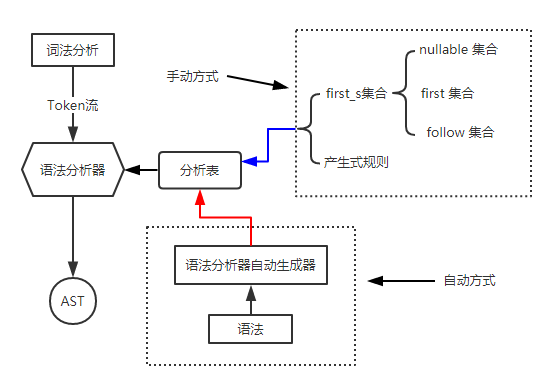 词法分析
Token流
语法分析器
AST
分析表
手动方式
first_s集合
nullable 集合
first 集合
follow 集合
产生式规则
语法分析器自动生成器
语法
自动方式